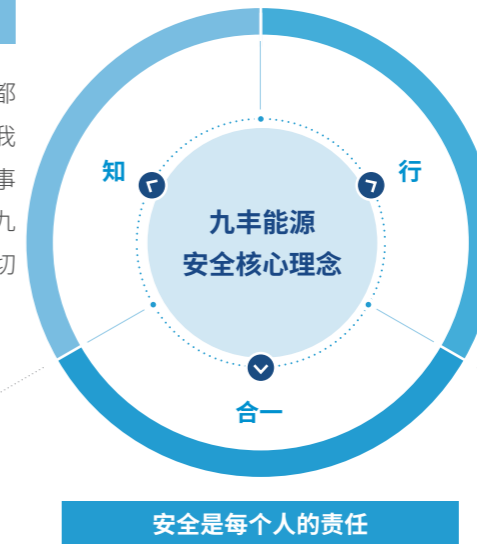 都
我
事
九
切
知
行
九丰能源
安全核心理念
合一
安全是每个人的责任